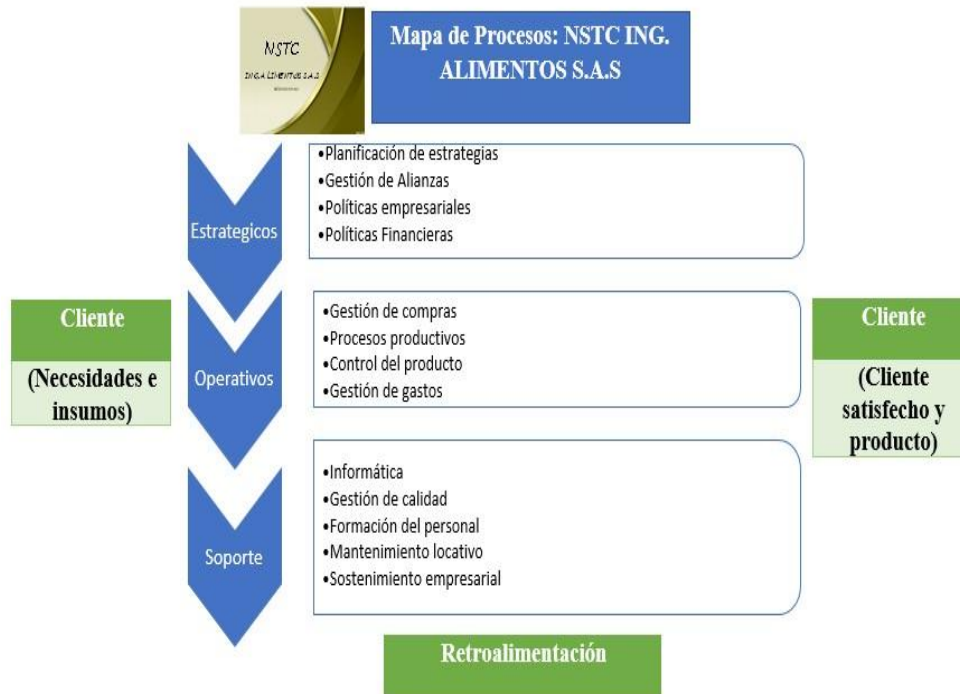 NSTC
ING.A LIMENTOS S.A.S
Mapa de Procesos: NSTC ING.
ALIMENTOS S.A.S
Estrategicos
•Planificación de estrategias
•Gestión de Alianzas
•Políticas empresariales
•Políticas Financieras
Cliente
(Necesidades e
insumos)
Operativos
•Gestión de compras
•Procesos productivos
•Control del producto
•Gestión de gastos
Cliente
(Cliente
satisfecho y
producto)
Soporte
•Informática
•Gestión de calidad
•Formación del personal
•Mantenimiento locativo
•Sostenimiento empresarial
Retroalimentación